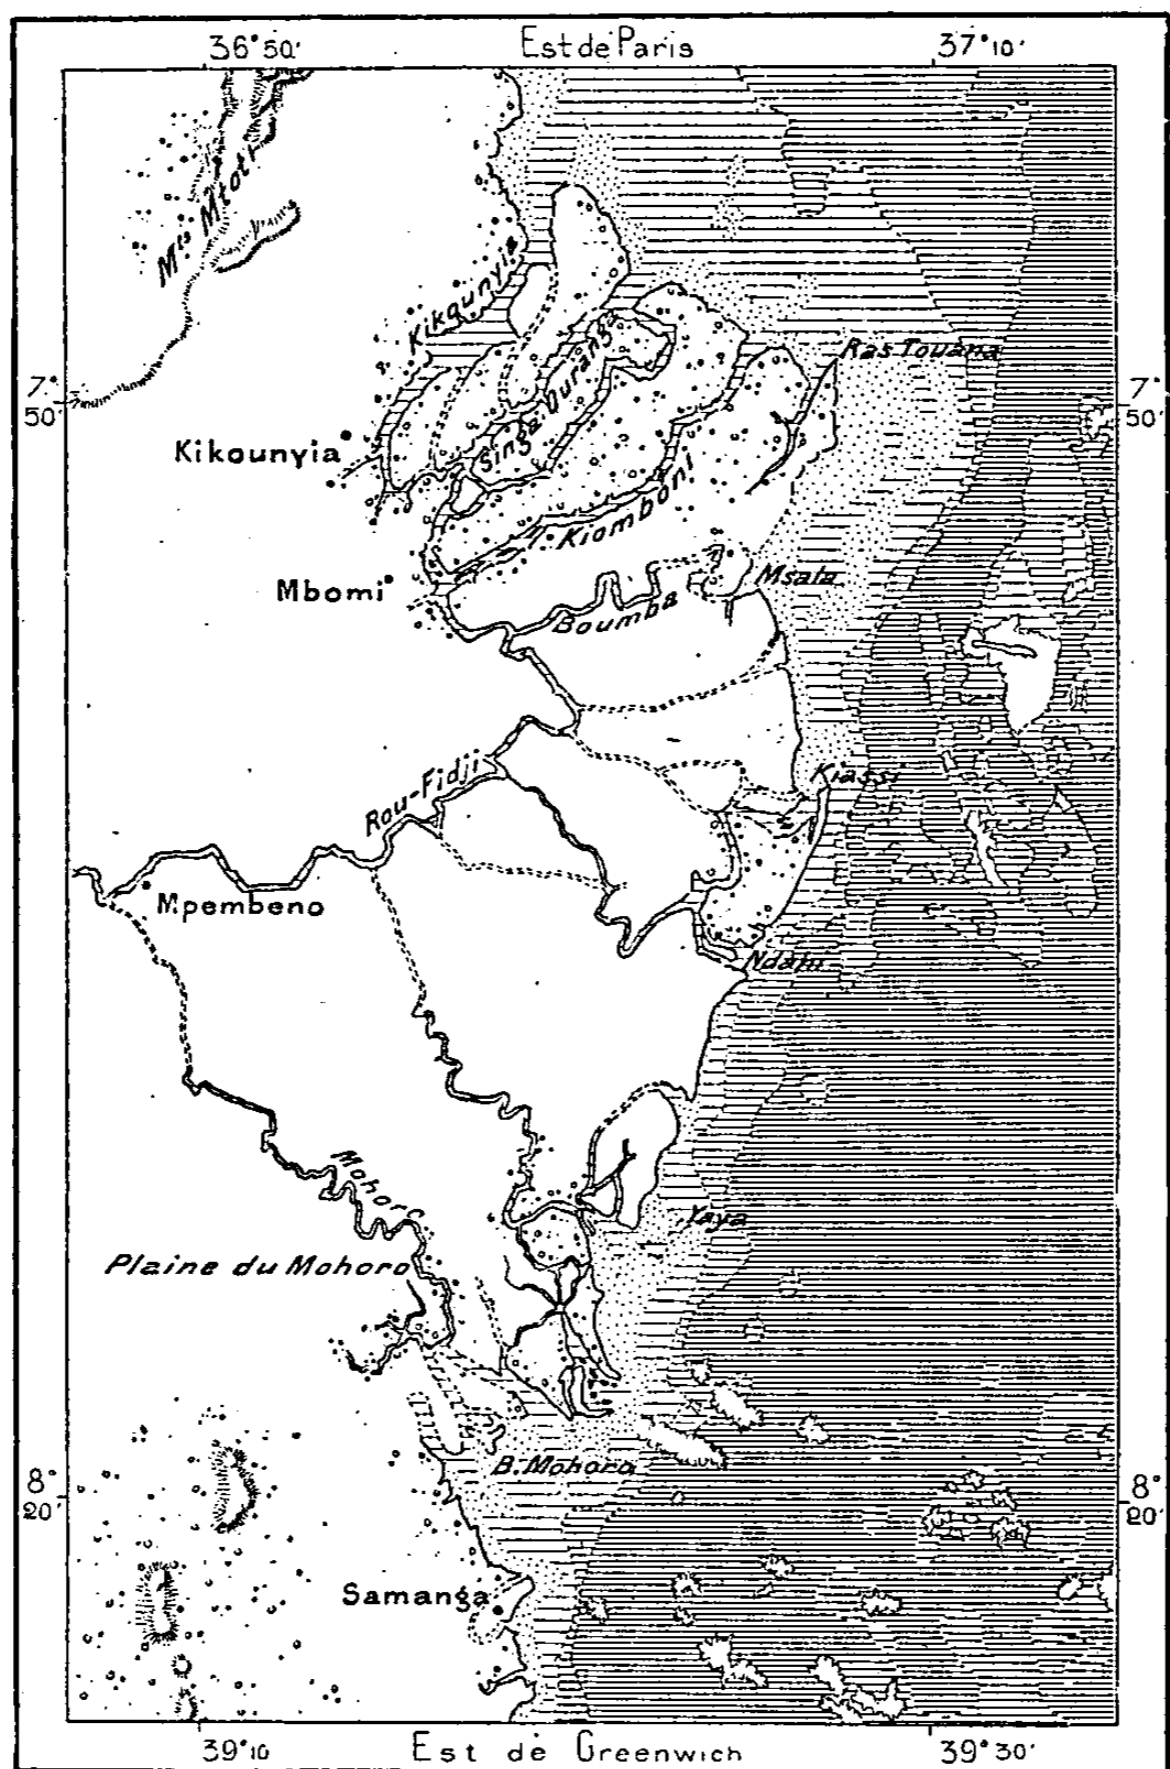 36°50'
Est de Paris
37°10'
Mts Mtoti
Kikounyia
Ras Touana
7°
50'
7°
50'
Singa Duranga
Kikounyia
Kiomboni
Msala
Mbomi
Boumba
Kiassi
Rou-Fidji
Mpembeno
Ndahi
Mohoro
Yaya
Plaine du Mohoro
B. Mohoro
8°
20'
8°
20'
Samanga
39°10
Est de Greenwich
39°30'